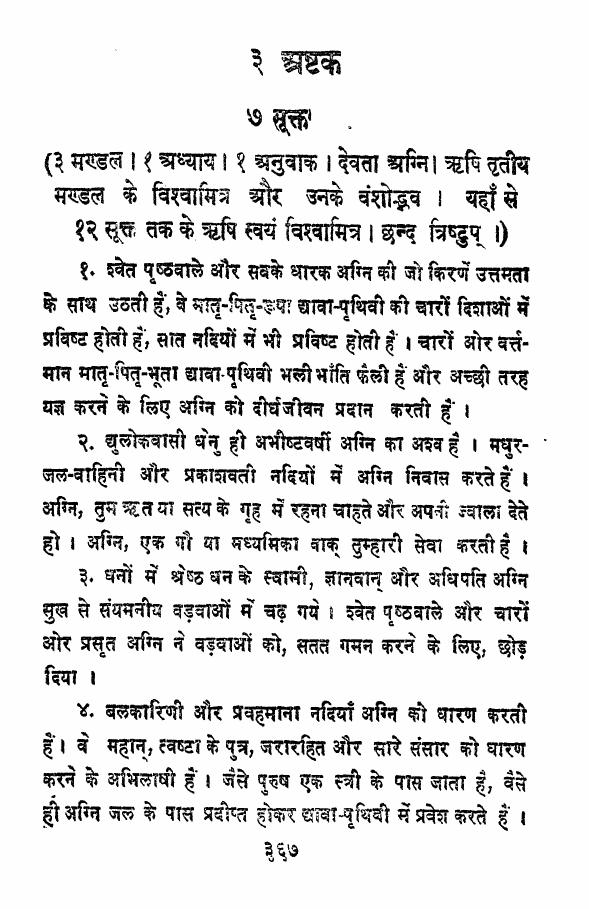 ३ अष्टक
७ सूक्त
(३ मण्डल । १ अध्याय । १ अनुवाक । देवता अग्नि। ऋषि तृतीय
मण्डल के विश्वामित्र और उनके वंशोद्भव । यहाँ से
१२ सूक्त तक के ऋषि स्वयं विश्वामित्र । छन्द त्रिष्टुप् ।)
१. श्वेत पृष्ठवाले और सबके धारक अग्नि की जो किरणें उत्तमता
के साथ उठती हैं, वे मातृ-पितृ-रूपा द्यावा-पृथिवी की चारों दिशाओं में
प्रविष्ट होती हैं, सात नदियों में भी प्रविष्ट होती हैं । चारों ओर वर्त्त-
मान मातृ-पितृ-भूता द्यावा-पृथिवी भली भांति फैली हैं और अच्छी तरह
यज्ञ करने के लिए अग्नि को दीर्घजीवन प्रदान करती हैं ।
२. द्युलोकवासी धेनु ही अभीष्टवर्षी अग्नि का अश्व है । मधुर-
जल-वाहिनी और प्रकाशवती नदियों में अग्नि निवास करते हैं ।
अग्नि, तुम ऋत या सत्य के गृह में रहना चाहते और अपनी ज्वाला देते
हो । अग्नि, एक गौ या मध्यमिका वाक् तुम्हारी सेवा करती है ।
३. धनों में श्रेष्ठ धन के स्वामी, ज्ञानवान् और अधिपति अग्नि
सुख से संयमनीय वड़वाओं में चढ़ गये । श्वेत पृष्ठवाले और चारों
ओर प्रसृत अग्नि ने वड़वाओं को, सतत गमन करने के लिए, छोड़
दिया ।
४. बलकारिणी और प्रवहमाना नदियाँ अग्नि को धारण करती
हैं। वे महान्, त्वष्टा के पुत्र, जरारहित और सारे संसार को धारण
करने के अभिलाषी हैं । जैसे पुरुष एक स्त्री के पास जाता है, वैसे
ही अग्नि जल के पास प्रदीप्त होकर द्यावा-पृथिवी में प्रवेश करते हैं ।
३६७